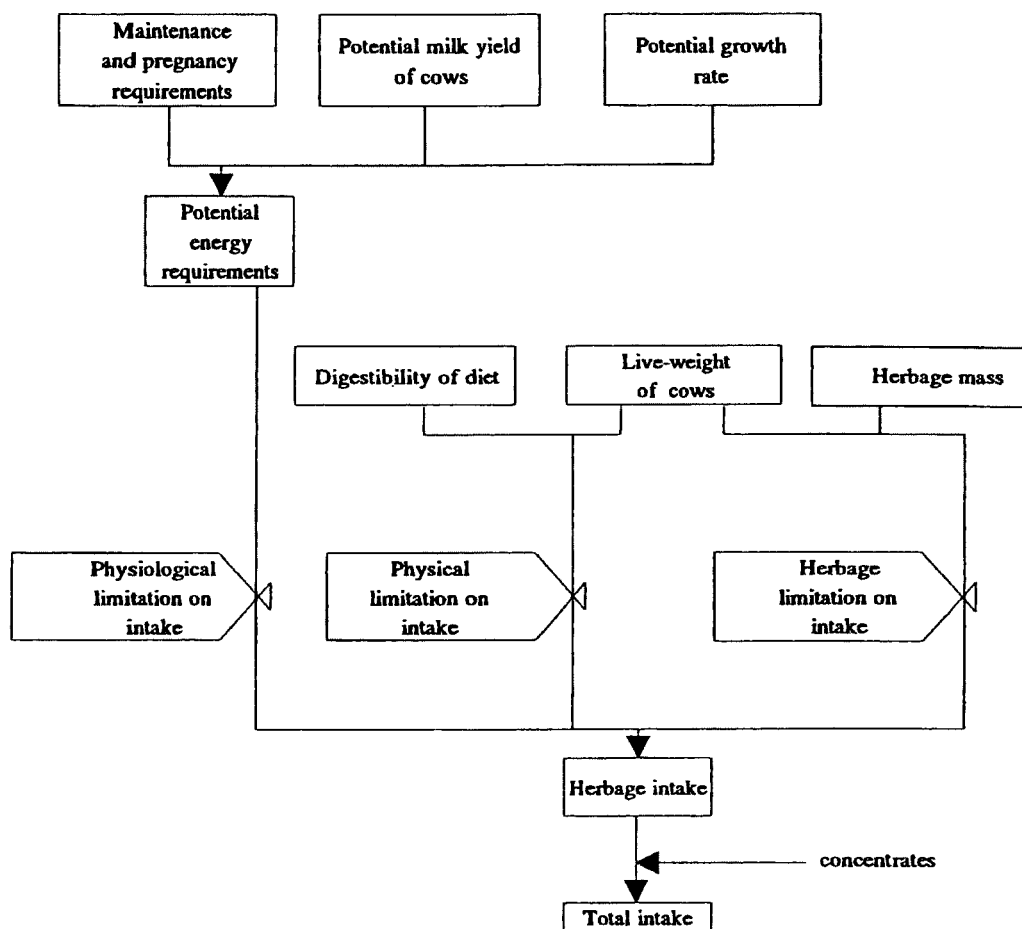 Maintenance
and pregnancy
requirements
Potential milk yield
of cows
Potential growth
rate
Potential
energy
requirements
Digestibility of diet
Live-weight
of cows
Herbage mass
Physiological
limitation on
intake
Physical
limitation on
intake
Herbage
limitation on
intake
Herbage intake
concentrates
Total intake